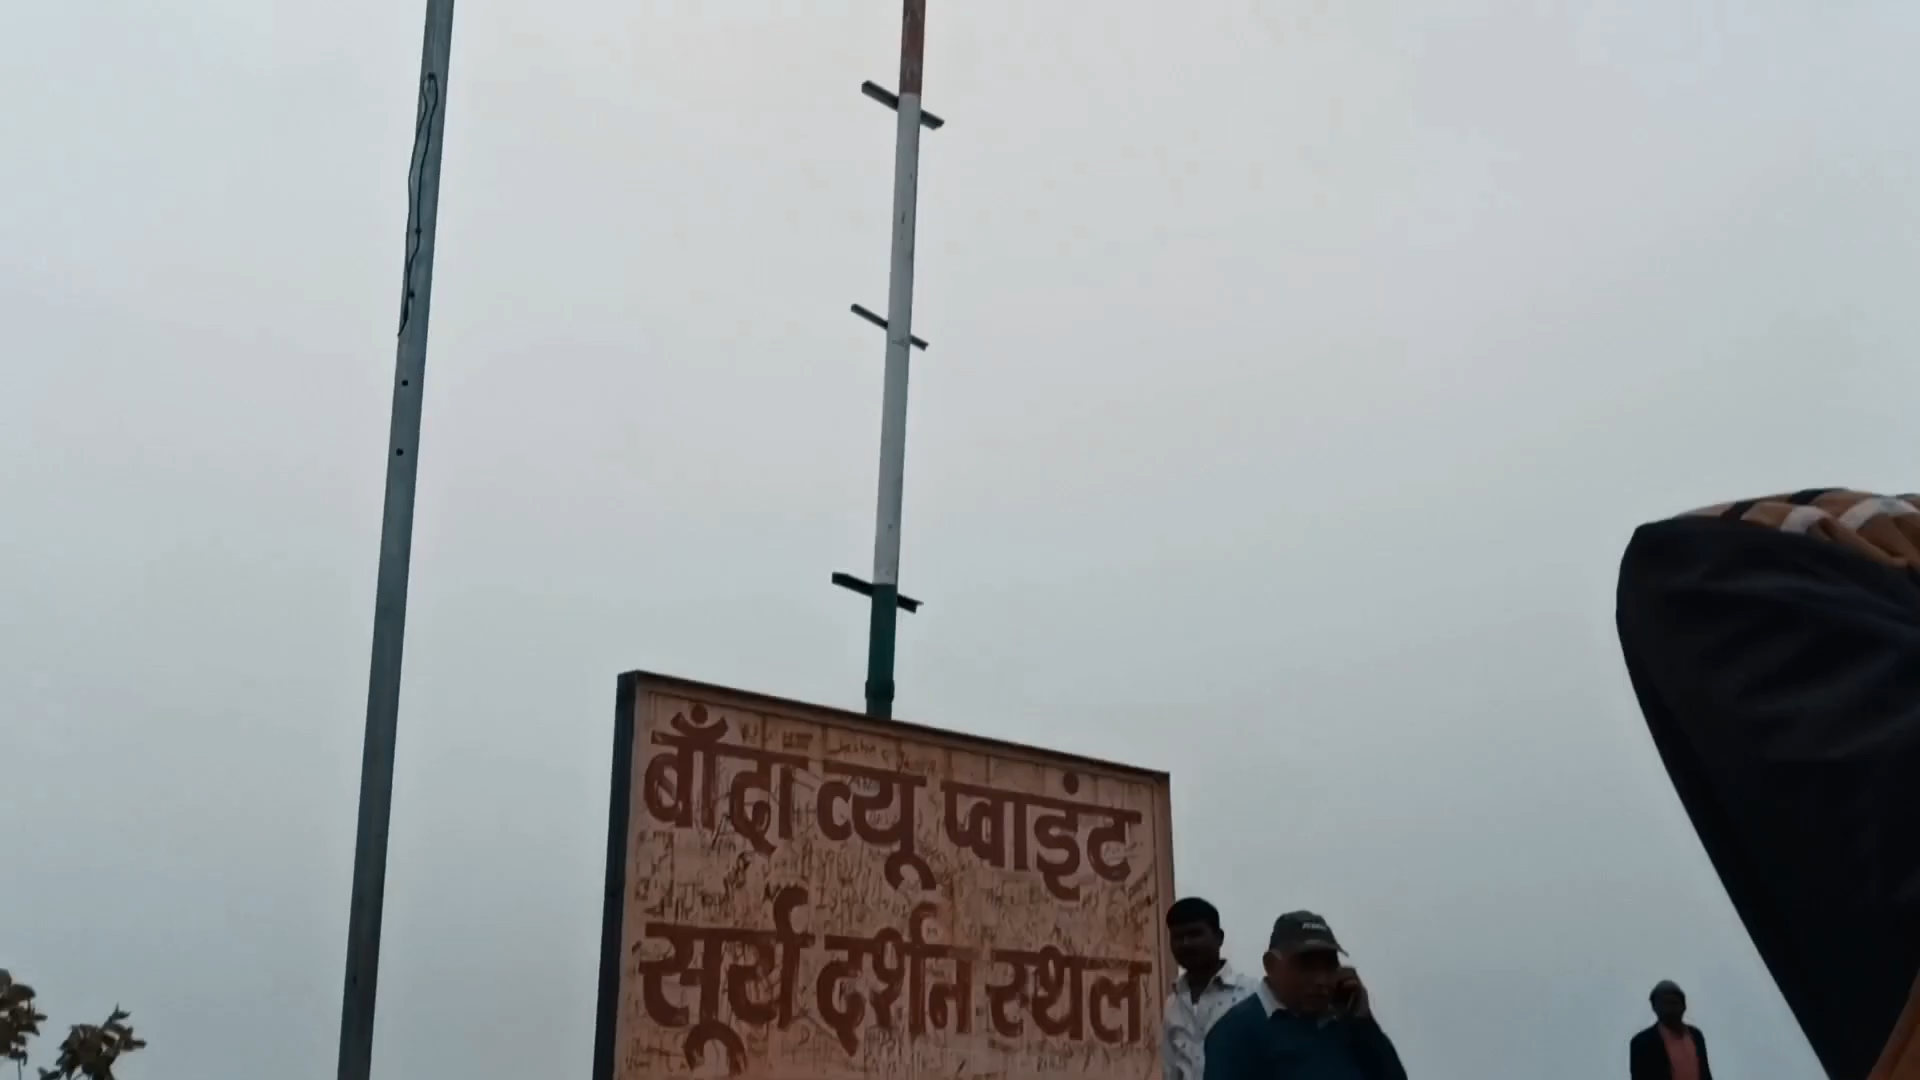 बाँदा व्यू प्वाइंट
सूर्य दर्शन स्थल